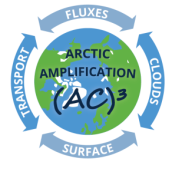 FLUXES
ARCTIC
AMPLIFICATION
(AC)³
TRANSPORT
CLOUDS
SURFACE